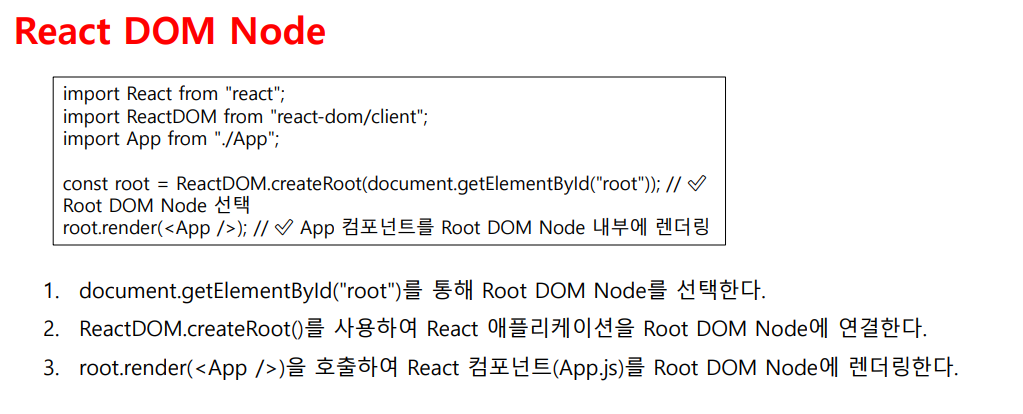 React DOM Node
import React from "react";
import ReactDOM from "react-dom/client";
import App from "./App";
const root = ReactDOM.createRoot(document.getElementById("root")); // ✅
Root DOM Node 선택
root.render(<App />); // ✅ App 컴포넌트를 Root DOM Node 내부에 렌더링
1. document.getElementById("root")를 통해 Root DOM Node를 선택한다.
2. ReactDOM.createRoot()를 사용하여 React 애플리케이션을 Root DOM Node에 연결한다.
3. root.render(<App />)을 호출하여 React 컴포넌트(App.js)를 Root DOM Node에 렌더링한다.